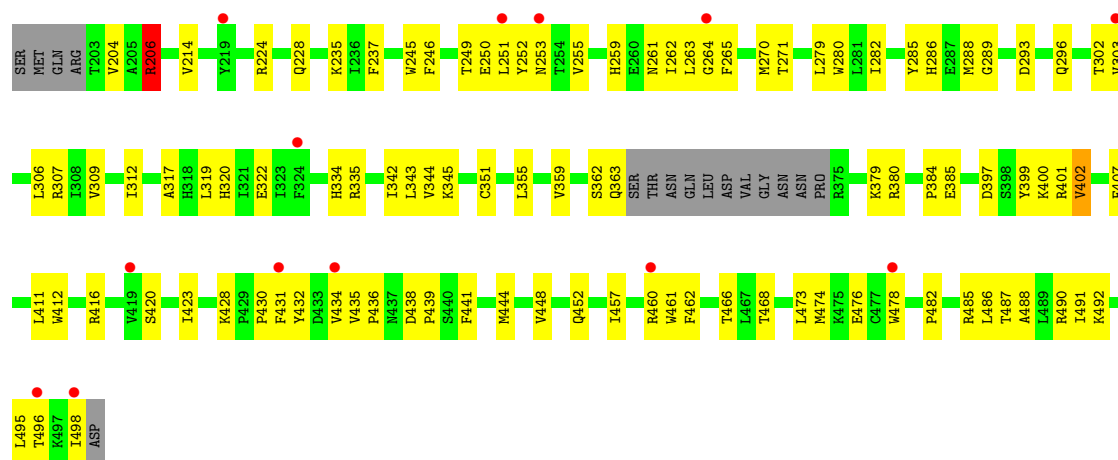 SER MET GLN ARG T203 V204 A205 R206 V214 Y219 R224 Q228 K235 I236 F237 W245 F246 T249 E250 L251 Y252 N253 T254 V255 H259 E260 N261 I262 L263 G264 F265 M270 T271 L279 W280 L281 I282 Y285 H286 E287 M288 G289 D293 Q296 T302
L306 R307 I308 V309 I312 A317 H318 L319 H320 I321 E322 I323 F324 H334 R335 I342 L343 V344 K345 C351 L355 V359 S362 Q363 SER THR ASN GLN LEU ASP VAL GLY ASN ASN PRO R375 K379 R380 P384 E385 D397 S398 Y399 K400 R401 V402
L411 W412 R416 V419 S420 I423 K428 P429 P430 F431 Y432 D433 V434 V435 P436 N437 D438 P439 S440 F441 M444 V448 Q452 I457 R460 W461 F462 T466 L467 T468 L473 M474 K475 E476 C477 W478 P482 R485 L486 T487 A488 L489 R490 I491 K492
L495 T496 K497 I498 ASP